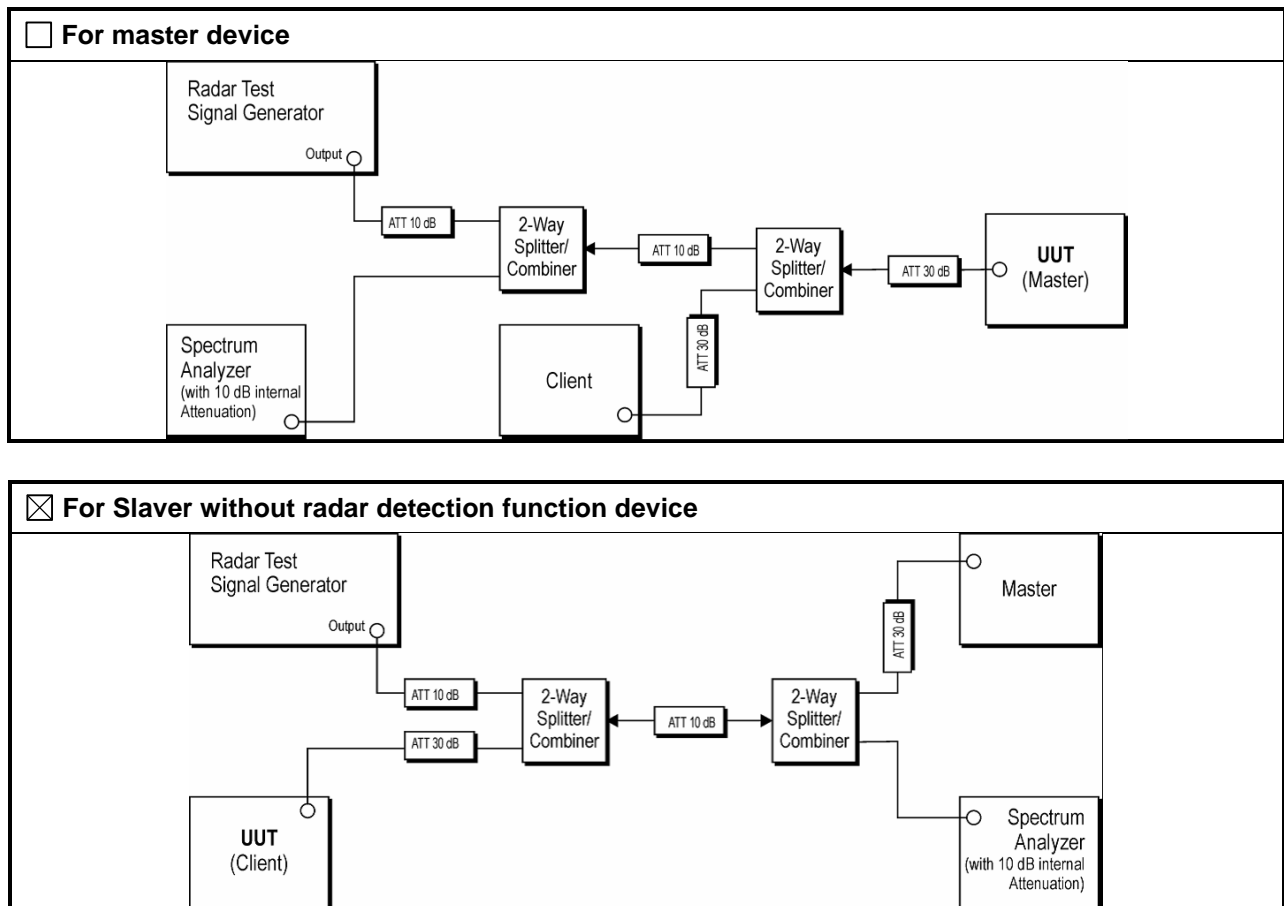 For master device
Radar Test
Signal Generator
Output
ATT 10 dB
2-Way
Splitter/
Combiner
ATT 10 dB
2-Way
Splitter/
Combiner
ATT 30 dB
UUT
(Master)
Spectrum
Analyzer
(with 10 dB internal
Attenuation)
Client
ATT 30 dB
For Slaver without radar detection function device
Radar Test
Signal Generator
Output
Master
ATT 30 dB
ATT 10 dB
2-Way
Splitter/
Combiner
ATT 10 dB
2-Way
Splitter/
Combiner
ATT 30 dB
UUT
(Client)
Spectrum
Analyzer
(with 10 dB internal
Attenuation)